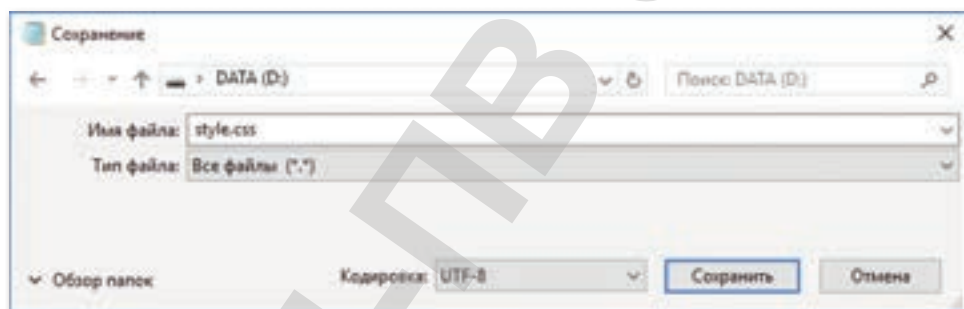 Сохранение
DATA (D:) Поиск: DATA (D:)
Имя файла: style.css
Тип файла: Все файлы (*.*)
Обзор папок Кодировка: UTF-8 Сохранить Отмена